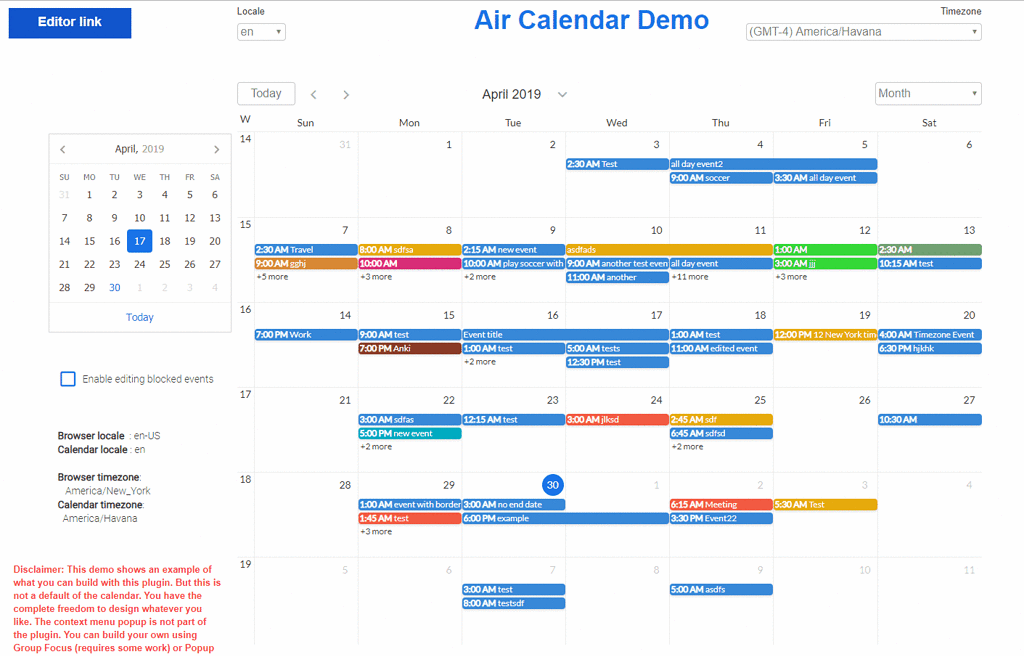 Editor link
Locale
en
Air Calendar Demo
Timezone
(GMT-4) America/Havana
Today
April 2019
Month
April, 2019
SU MO TU WE TH FR SA
31 1 2 3 4 5 6
7 8 9 10 11 12 13
14 15 16 17 18 19 20
21 22 23 24 25 26 27
28 29 30 1 2 3 4
Today
Enable editing blocked events
Browser locale : en-US
Calendar locale : en
Browser timezone:
America/New_York
Calendar timezone:
America/Havana
Disclaimer: This demo shows an example of
what you can build with this plugin. But this is
not a default of the calendar. You have the
complete freedom to design whatever you
like. The context menu popup is not part of
the plugin. You can build your own using
Group Focus (requires some work) or Popup
W Sun Mon Tue Wed Thu Fri Sat
14 31 1 2 3 4 5 6
2:30 AM Test all day event2
9:00 AM soccer 3:30 AM all day event
15 7 8 9 10 11 12 13
2:30 AM Travel 8:00 AM sdfsa 2:15 AM new event asdfads 1:00 AM 2:30 AM
9:00 AM gghj 10:00 AM 10:00 AM play soccer with 9:00 AM another test even all day event 3:00 AM jjj 10:15 AM test
+5 more +3 more +2 more 11:00 AM another +11 more +3 more
16 14 15 16 17 18 19 20
7:00 PM Work 9:00 AM test Event title 1:00 AM test 12:00 PM 12 New York tim 4:00 AM Timezone Event
7:00 PM Anki 1:00 AM test 5:00 AM tests 11:00 AM edited event 6:30 PM hjkhk
+2 more 12:30 PM test
17 21 22 23 24 25 26 27
3:00 AM sdfas 12:15 AM test 3:00 AM jlksd 2:45 AM sdf 10:30 AM
5:00 PM new event 6:45 AM sdfsd
+2 more +2 more
18 28 29 30 1 2 3 4
1:00 AM event with border 3:00 AM no end date 6:15 AM Meeting 5:30 AM Test
1:45 AM test 6:00 PM example 3:30 PM Event22
+3 more
19 5 6 7 8 9 10 11
3:00 AM test 5:00 AM asdfs
8:00 AM testsdf